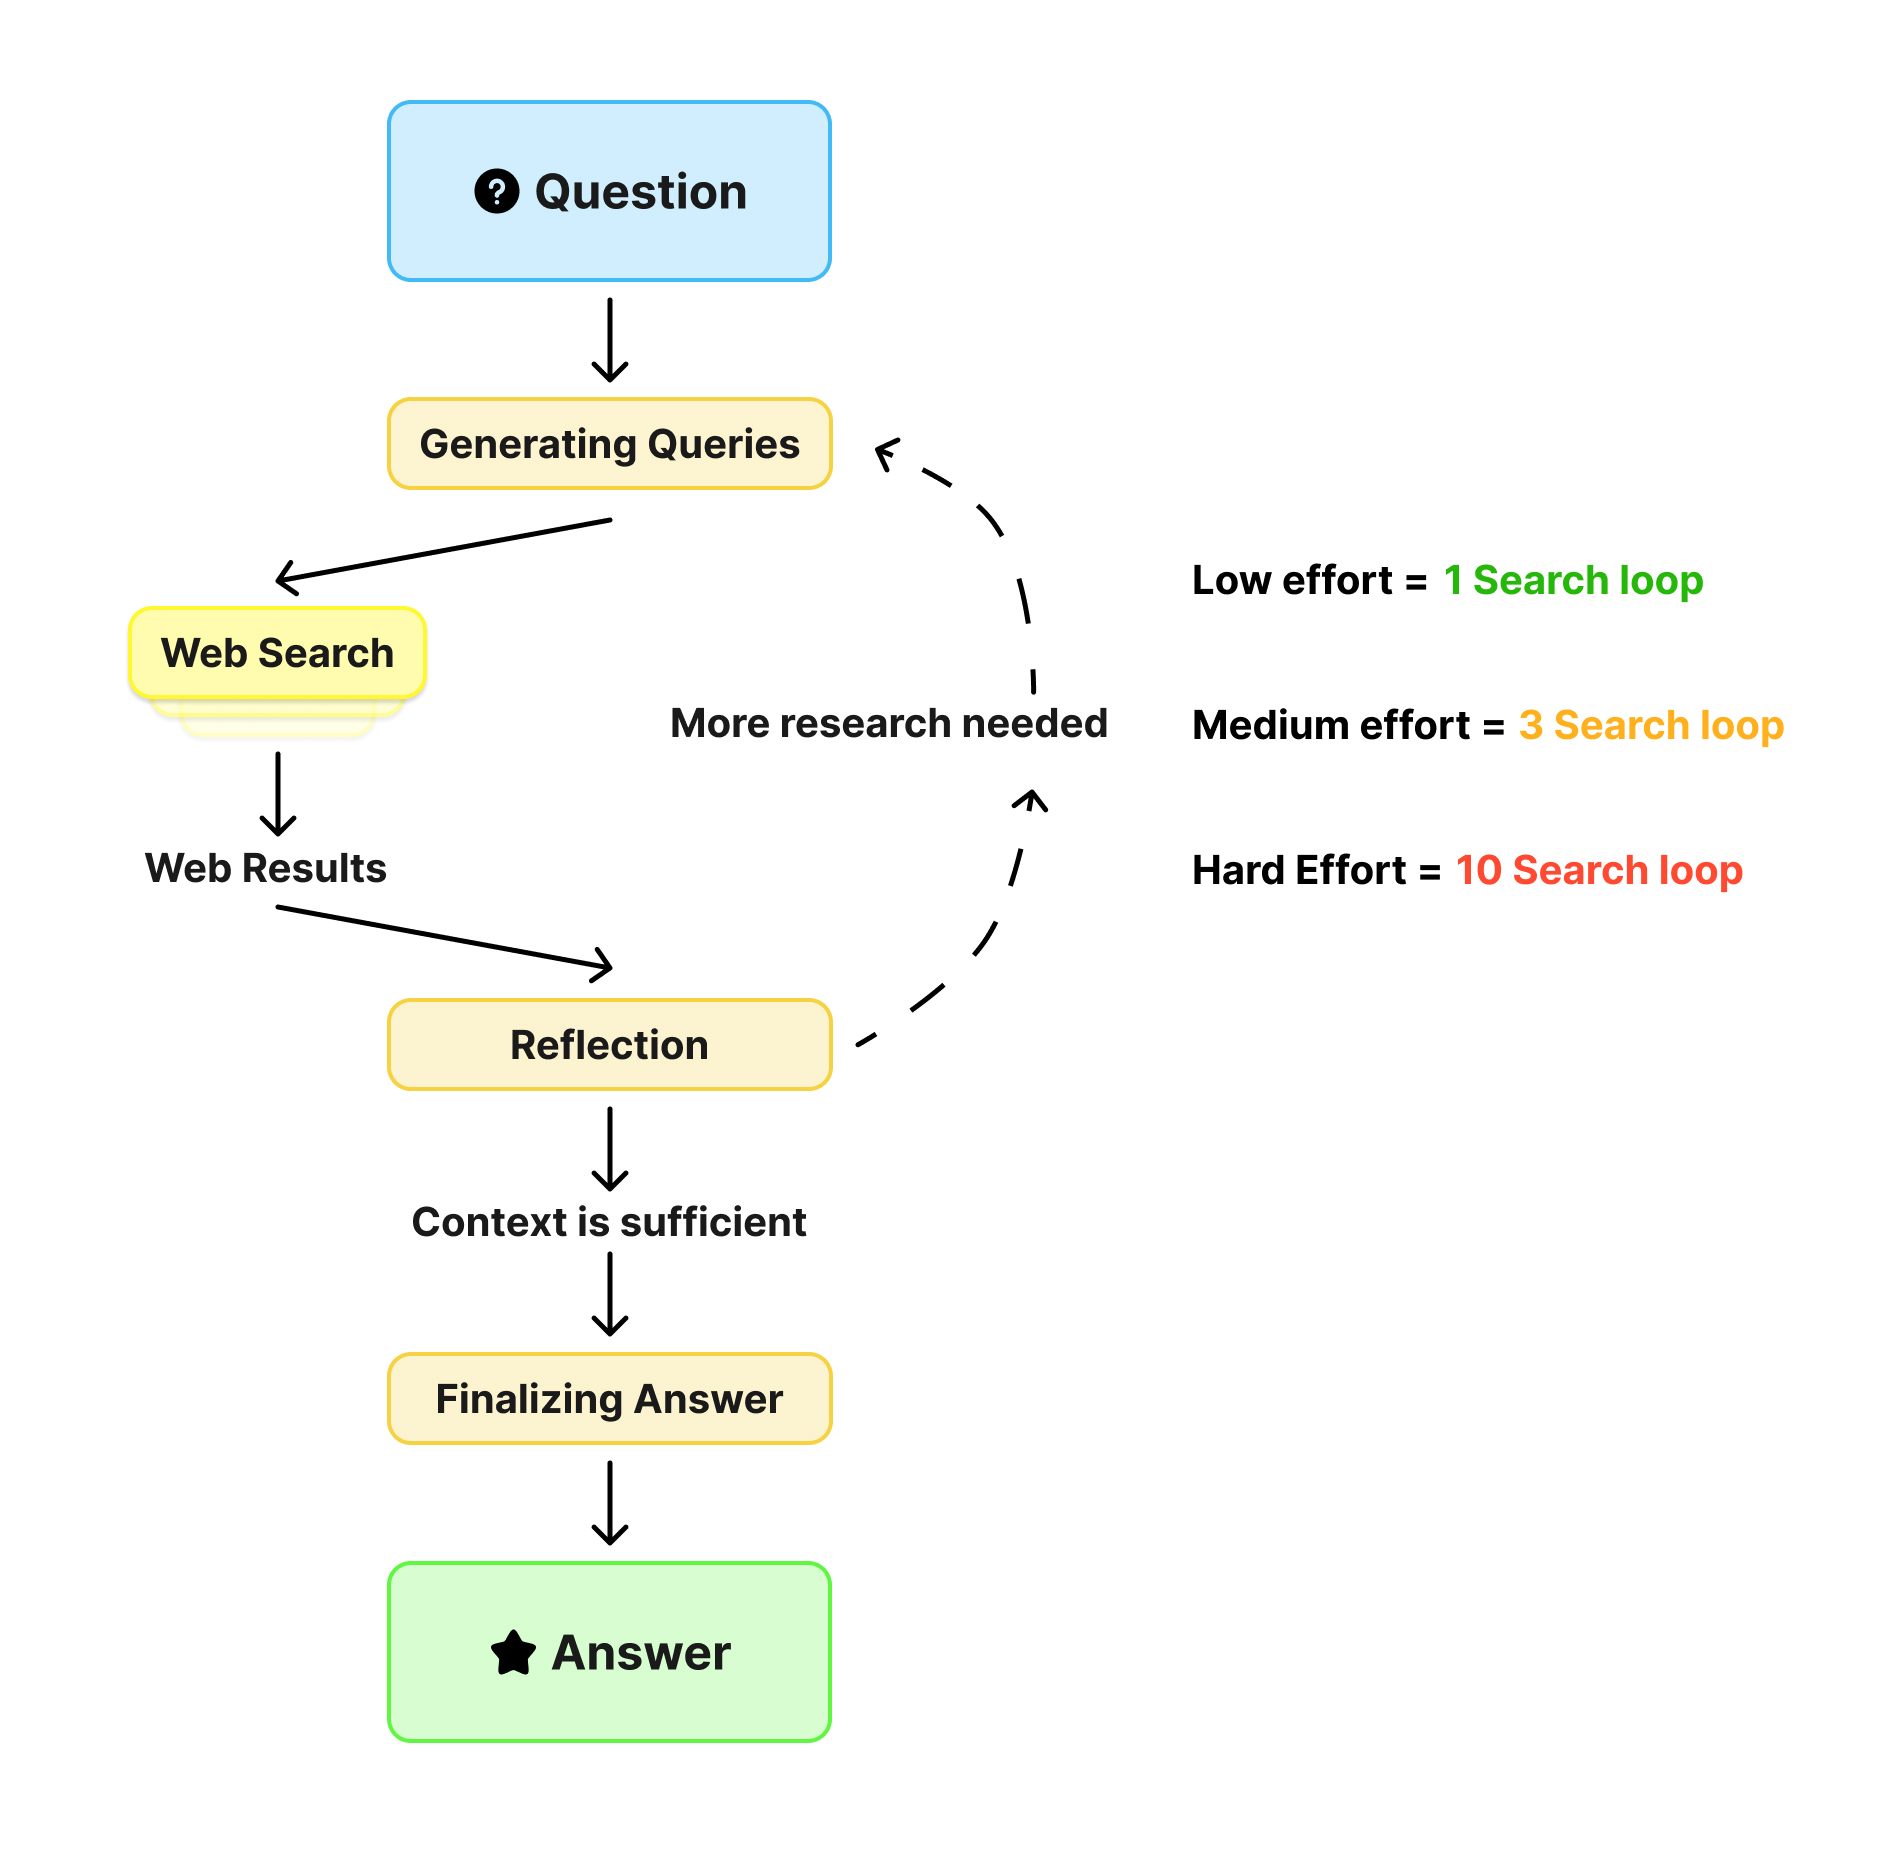 Question
Generating Queries
Web Search
Web Results
More research needed
Reflection
Context is sufficient
Finalizing Answer
Answer
Low effort = 1 Search loop
Medium effort = 3 Search loop
Hard Effort = 10 Search loop